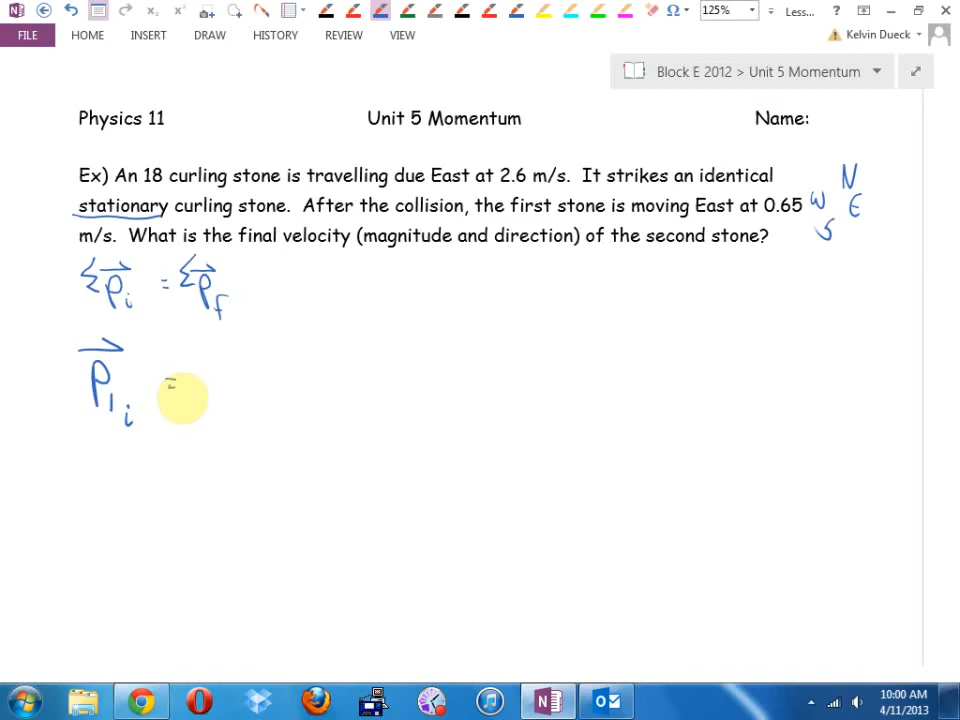 125% Less... ?
FILE HOME INSERT DRAW HISTORY REVIEW VIEW Kelvin Dueck
Block E 2012 > Unit 5 Momentum
Physics 11 Unit 5 Momentum Name:
Ex) An 18 curling stone is travelling due East at 2.6 m/s. It strikes an identical
stationary curling stone. After the collision, the first stone is moving East at 0.65
m/s. What is the final velocity (magnitude and direction) of the second stone?
N
W E
S
Σp⃗i = Σp⃗f
p⃗1i =
10:00 AM
4/11/2013